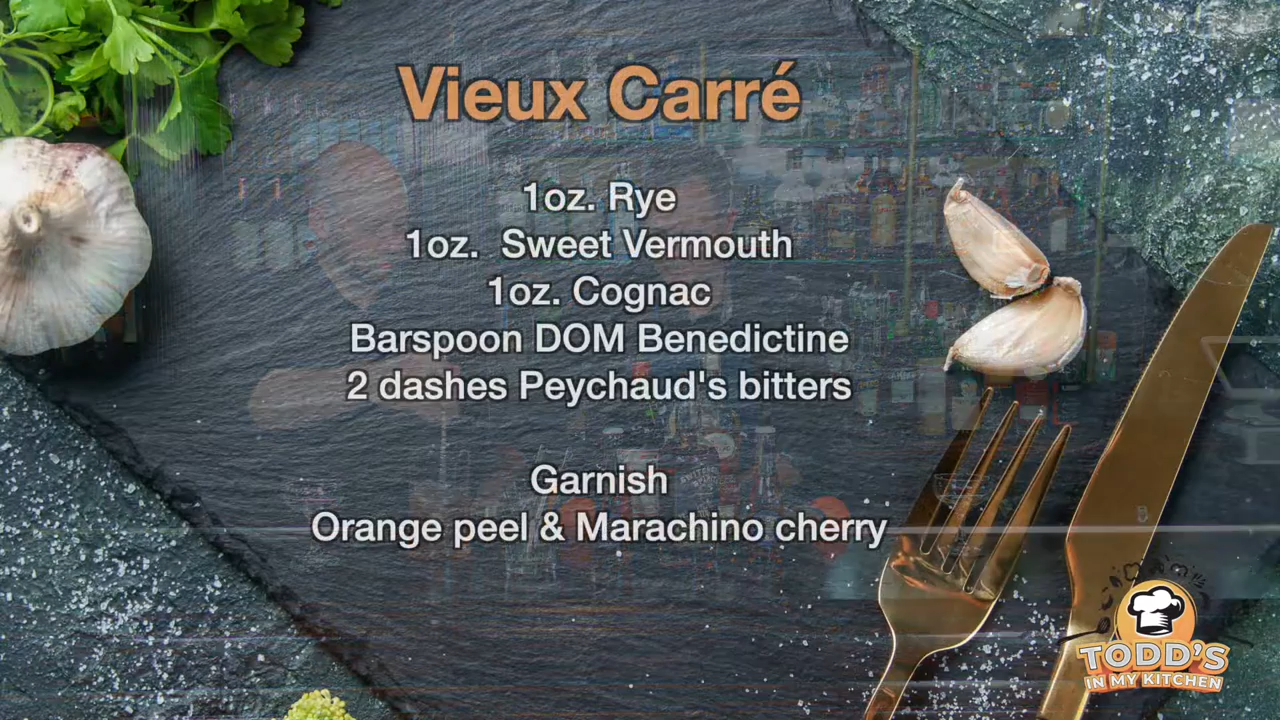 Vieux Carré
1oz. Rye
1oz.  Sweet Vermouth
1oz. Cognac
Barspoon DOM Benedictine
2 dashes Peychaud's bitters
Garnish
Orange peel & Marachino cherry
TODD'S
IN MY KITCHEN